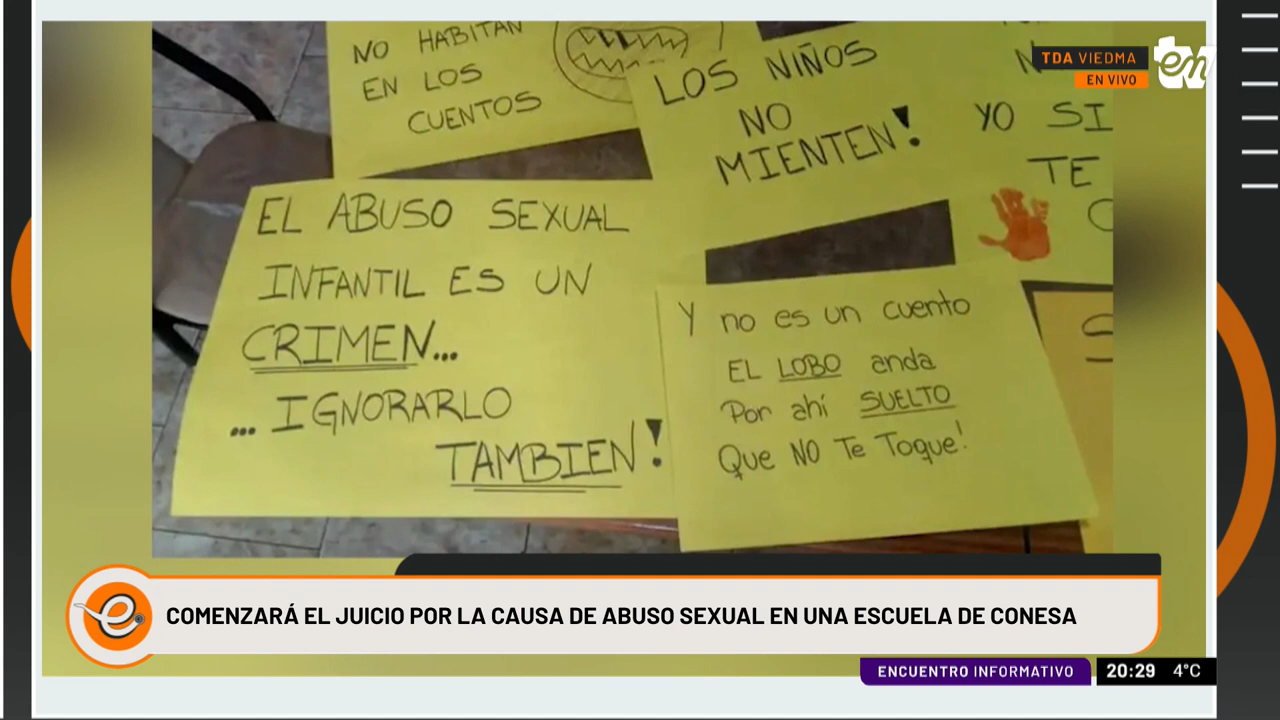 NO HABITAN
EN LOS
CUENTOS
LOS NIÑOS
NO
MIENTEN!
YO SI
TE
EL ABUSO SEXUAL
INFANTIL ES UN
CRIMEN...
...IGNORARLO
TAMBIEN!
Y no es un cuento
EL LOBO anda
Por ahí SUELTO
Que NO Te Toque!
TDA VIEDMA
EN VIVO
en
COMENZARÁ EL JUICIO POR LA CAUSA DE ABUSO SEXUAL EN UNA ESCUELA DE CONESA
ENCUENTRO INFORMATIVO
20:29 4°C